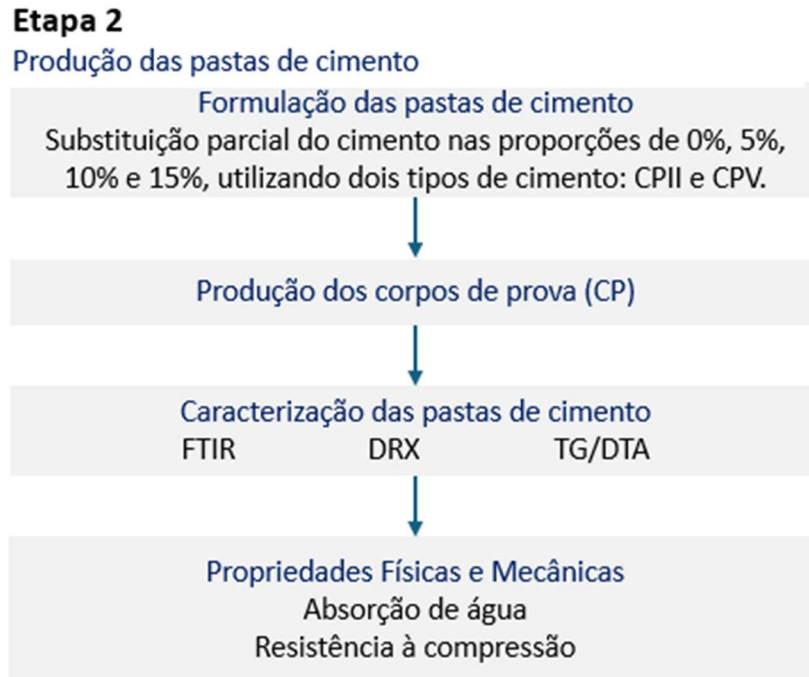 Etapa 2
Produção das pastas de cimento
Formulação das pastas de cimento
Substituição parcial do cimento nas proporções de 0%, 5%,
10% e 15%, utilizando dois tipos de cimento: CPII e CPV.
Produção dos corpos de prova (CP)
Caracterização das pastas de cimento
FTIR DRX TG/DTA
Propriedades Físicas e Mecânicas
Absorção de água
Resistência à compressão